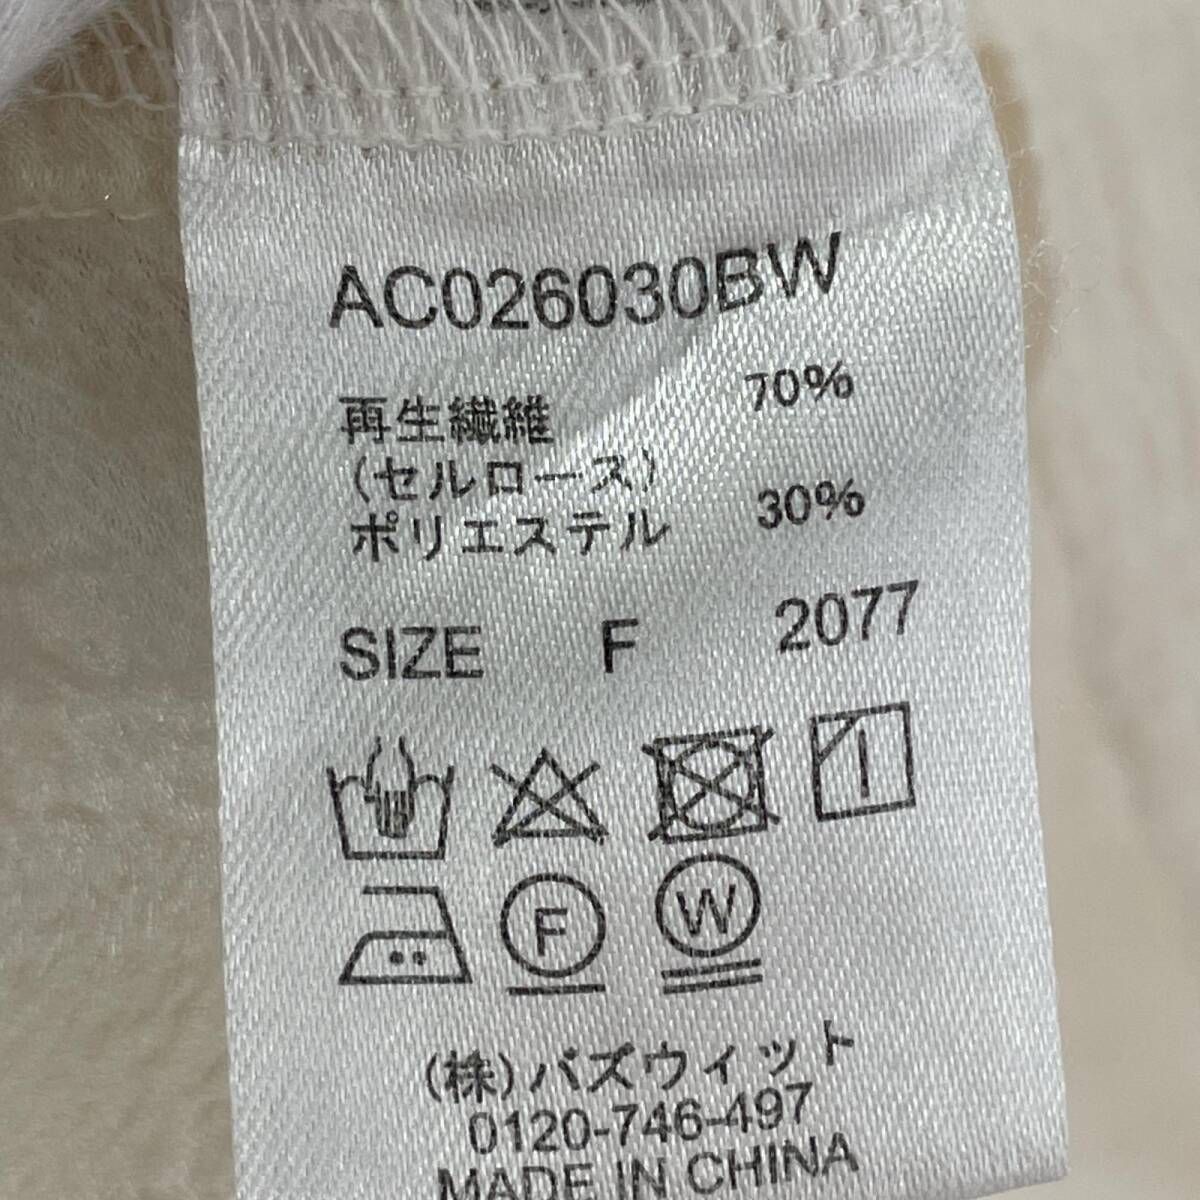 AC026030BW
再生繊維 70%
(セルロース)
ポリエステル 30%
SIZE F 2077
F W
(株)バズウィット
0120-746-497
MADE IN CHINA